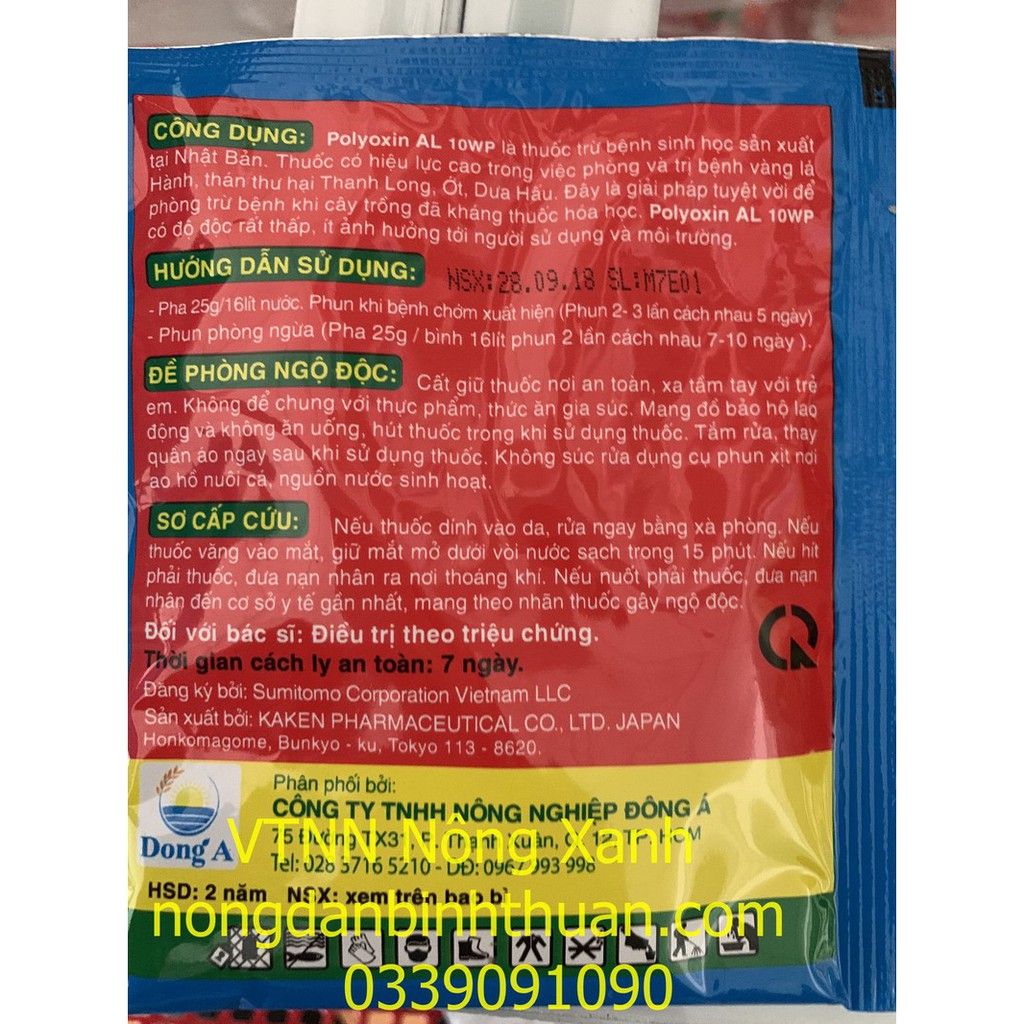 CÔNG DỤNG: Polyoxin AL 10WP là thuốc trừ bệnh sinh học sản xuất
tại Nhật Bản. Thuốc có hiệu lực cao trong việc phòng và trị bệnh vàng lá
Hành, thán thư hại Thanh Long, Ớt, Dưa Hấu. Đây là giải pháp tuyệt vời để
phòng trừ bệnh khi cây trồng đã kháng thuốc hóa học. Polyoxin AL 10WP
có độ độc rất thấp, ít ảnh hưởng tới người sử dụng và môi trường.
HƯỚNG DẪN SỬ DỤNG: NSX:28.09.18 SL:M7E01
- Pha 25g/16lít nước. Phun khi bệnh chớm xuất hiện (Phun 2- 3 lần cách nhau 5 ngày)
- Phun phòng ngừa (Pha 25g / bình 16lít phun 2 lần cách nhau 7-10 ngày ).
ĐỀ PHÒNG NGỘ ĐỘC: Cất giữ thuốc nơi an toàn, xa tầm tay với trẻ
em. Không để chung với thực phẩm, thức ăn gia súc. Mang đồ bảo hộ lao
động và không ăn uống, hút thuốc trong khi sử dụng thuốc. Tắm rửa, thay
quần áo ngay sau khi sử dụng thuốc. Không súc rửa dụng cụ phun xịt nơi
ao hồ nuôi cá, nguồn nước sinh hoạt.
SƠ CẤP CỨU: Nếu thuốc dính vào da, rửa ngay bằng xà phòng. Nếu
thuốc văng vào mắt, giữ mắt mở dưới vòi nước sạch trong 15 phút. Nếu hít
phải thuốc, đưa nạn nhân ra nơi thoáng khí. Nếu nuốt phải thuốc, đưa nạn
nhân đến cơ sở y tế gần nhất, mang theo nhãn thuốc gây ngộ độc.
Đối với bác sĩ: Điều trị theo triệu chứng.
Thời gian cách ly an toàn: 7 ngày.
Đăng ký bởi: Sumitomo Corporation Vietnam LLC
Sản xuất bởi: KAKEN PHARMACEUTICAL CO., LTD. JAPAN
Honkomagome, Bunkyo - ku, Tokyo 113 - 8620.
Phân phối bởi:
CÔNG TY TNHH NÔNG NGHIỆP ĐÔNG Á
75 Đường Thạnh Xuân, TP. HCM
Dong A
VTNN Nông Xanh
Tel: 028 3716 5210 - DĐ: 0967 993 998
HSD: 2 năm NSX: xem trên bao bì
nongdanbinhthuan.com
0339091090